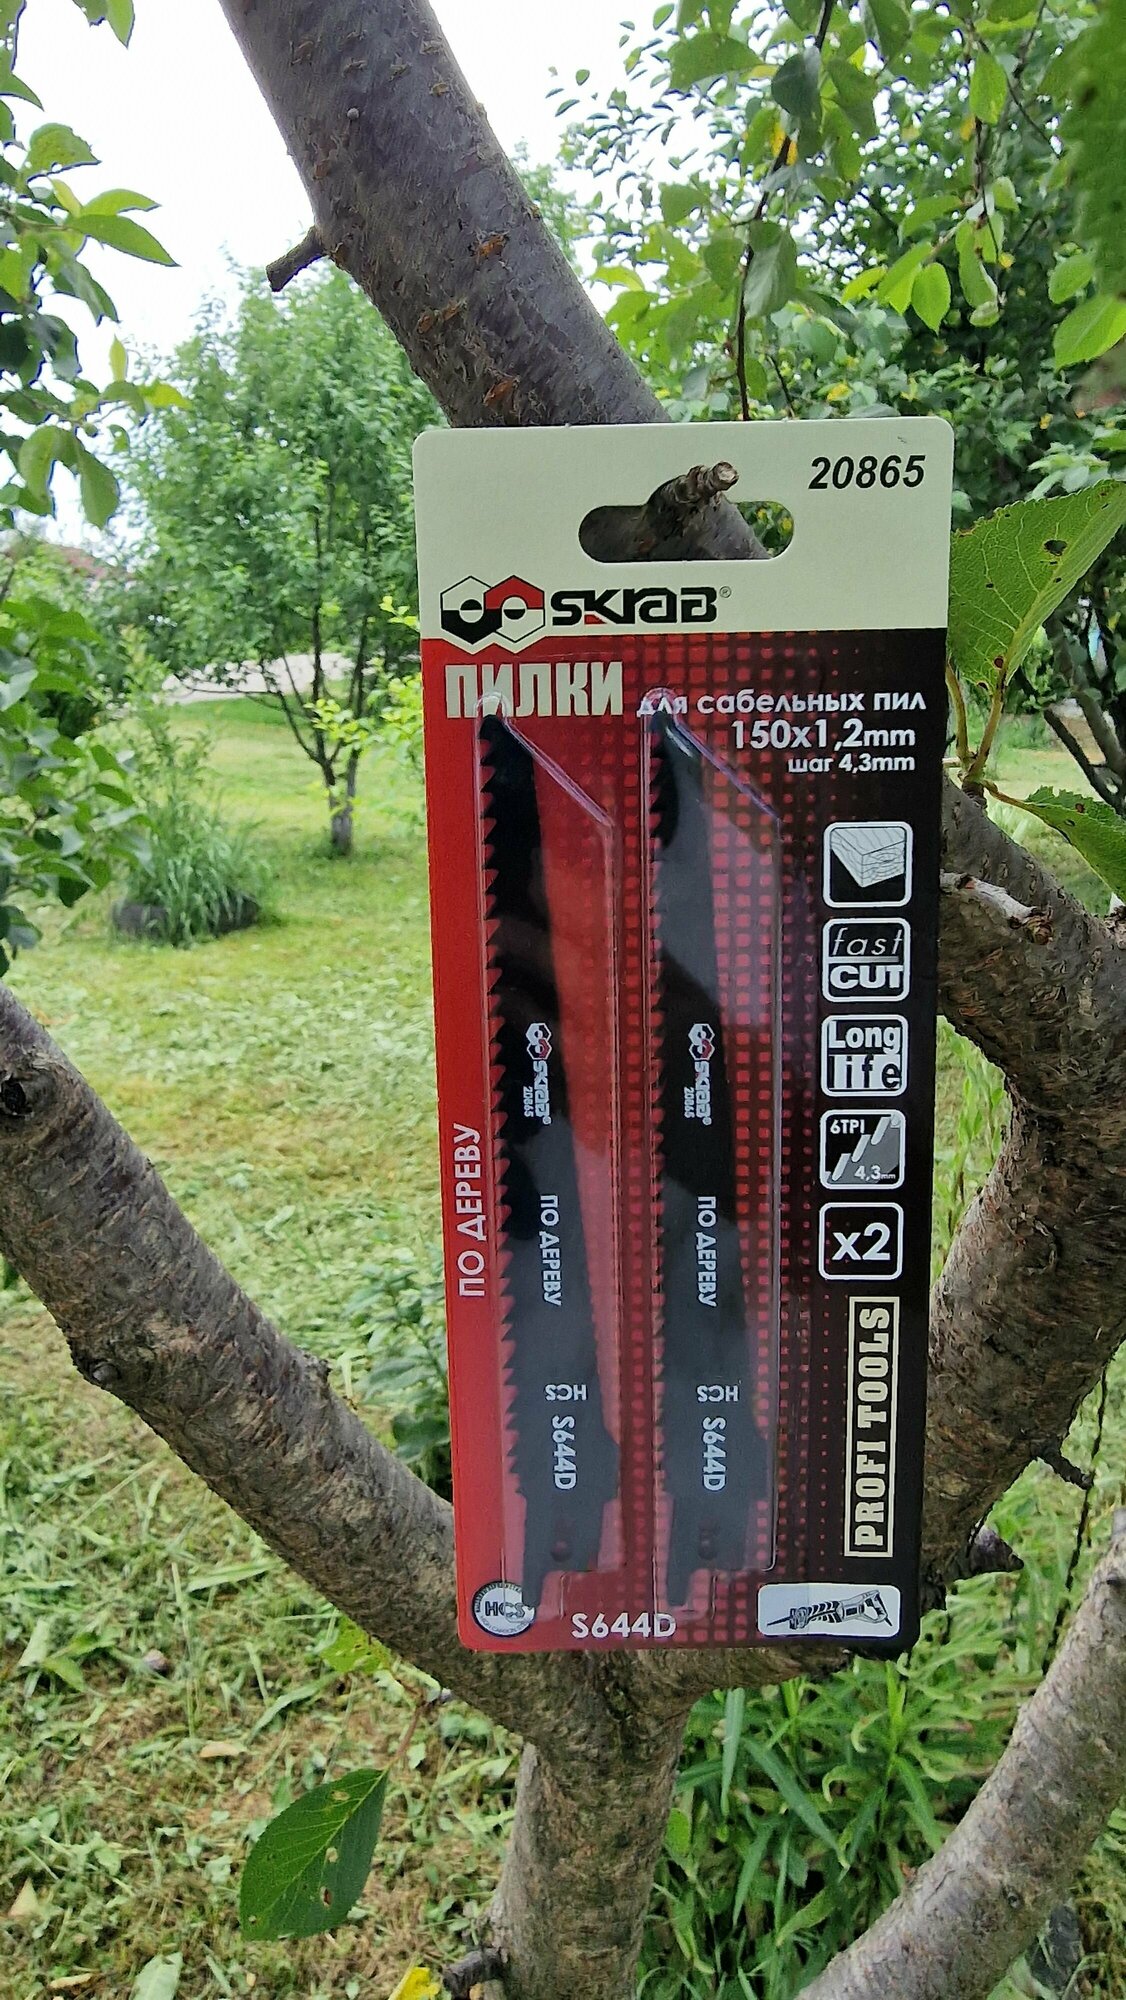 20865
SKRAB®
ПИЛКИ для сабельных пил
150x1,2mm
шаг 4,3mm
fast
CUT
Long
life
6TPI
4,3mm
x2
PROFI TOOLS
ПО ДЕРЕВУ
SKRAB®
20865
ПО ДЕРЕВУ
HCS
S644D
SKRAB®
20865
ПО ДЕРЕВУ
HCS
S644D
HCS
S644D